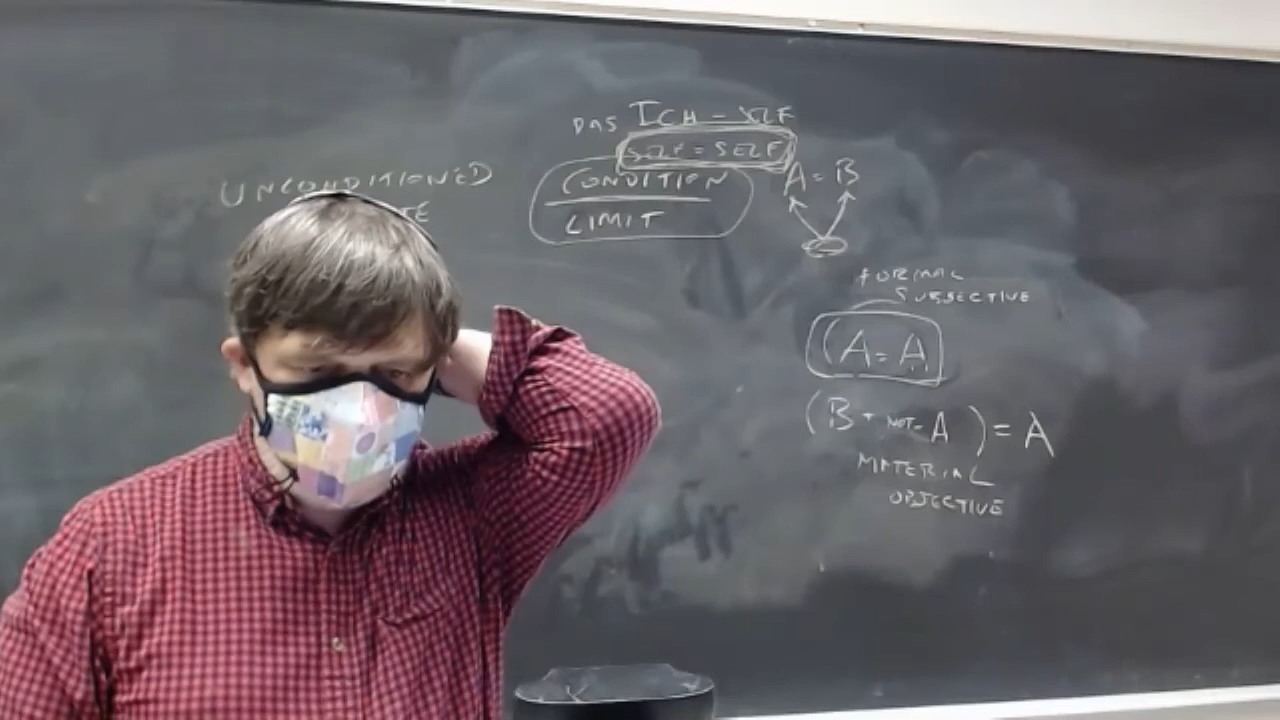 DAS ICH - SELF
SELF = SELF
UNCONDITIONED
CONDITION
LIMIT
A = B
FORMAL
SUBJECTIVE
(A = A
(B + NOT-A) = A
MATERIAL
OBJECTIVE